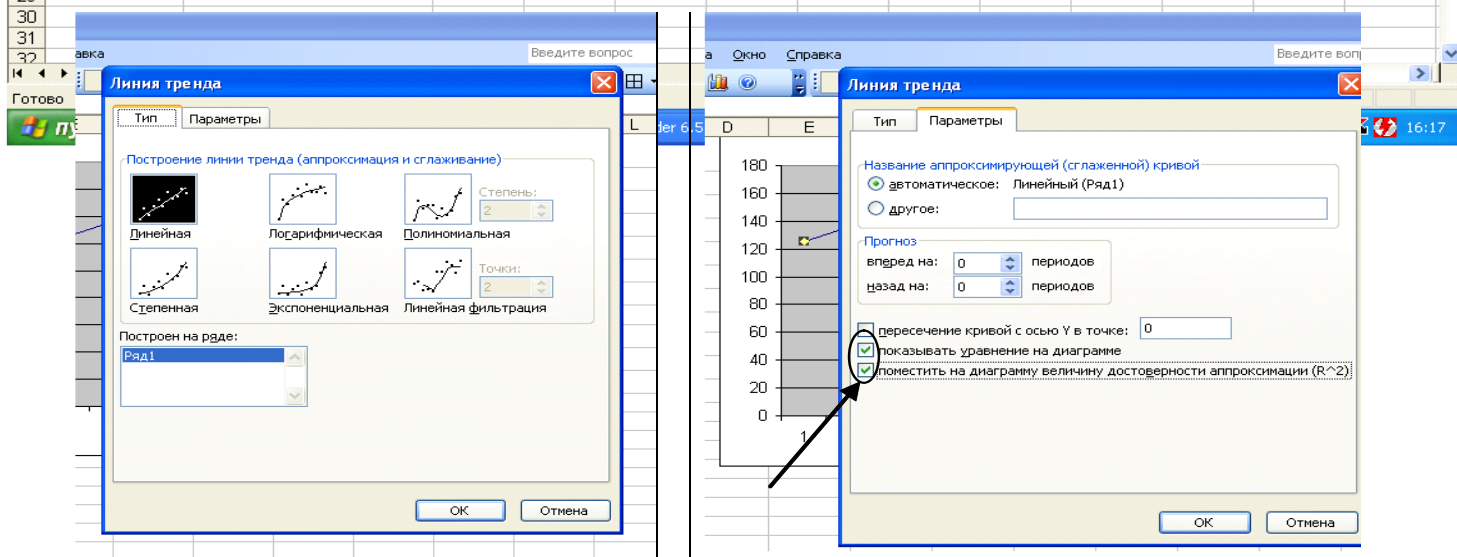 30
31
32
Готово
авка
Введите вопрос
Линия тренда
Тип
Параметры
Построение линии тренда (аппроксимация и сглаживание)
Степень:
2
Линейная
Логарифмическая
Полиномиальная
Точки:
2
Степенная
Экспоненциальная
Линейная фильтрация
Построен на ряде:
Ряд1
ОК
Отмена
L
der 6.5
а Окно Справка
Введите воп
D
E
180
160
140
120
100
80
60
40
20
0
1
Линия тренда
Тип
Параметры
Название аппроксимирующей (сглаженной) кривой
автоматическое: Линейный (Ряд1)
другое:
Прогноз
вперед на: 0 периодов
назад на: 0 периодов
пересечение кривой с осью Y в точке: 0
показывать уравнение на диаграмме
поместить на диаграмму величину достоверности аппроксимации (R^2)
ОК
Отмена
16:17